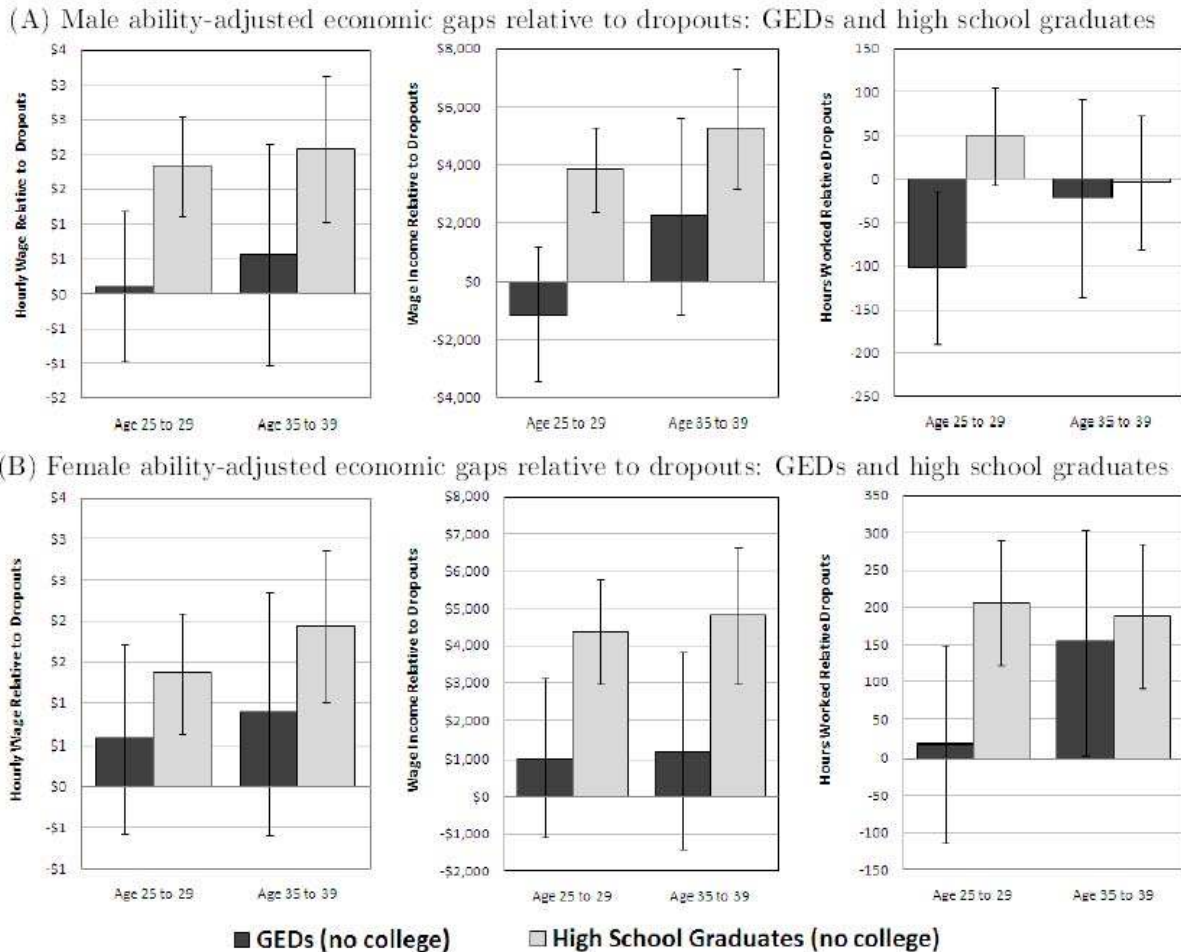 (A) Male ability-adjusted economic gaps relative to dropouts: GEDs and high school graduates
Hourly Wage Relative to Dropouts
$4
$3
$3
$2
$2
$1
$1
$0
-$1
-$1
-$2
Age 25 to 29
Age 35 to 39
Wage Income Relative to Dropouts
$8,000
$6,000
$4,000
$2,000
$0
-$2,000
-$4,000
Age 25 to 29
Age 35 to 39
Hours Worked Relative Dropouts
150
100
50
0
-50
-100
-150
-200
-250
Age 25 to 29
Age 35 to 39
(B) Female ability-adjusted economic gaps relative to dropouts: GEDs and high school graduates
Hourly Wage Relative to Dropouts
$4
$3
$3
$2
$2
$1
$1
$0
-$1
-$1
Age 25 to 29
Age 35 to 39
Wage Income Relative to Dropouts
$8,000
$7,000
$6,000
$5,000
$4,000
$3,000
$2,000
$1,000
$0
-$1,000
-$2,000
Age 25 to 29
Age 35 to 39
Hours Worked Relative Dropouts
350
300
250
200
150
100
50
0
-50
-100
-150
Age 25 to 29
Age 35 to 39
GEDs (no college)
High School Graduates (no college)